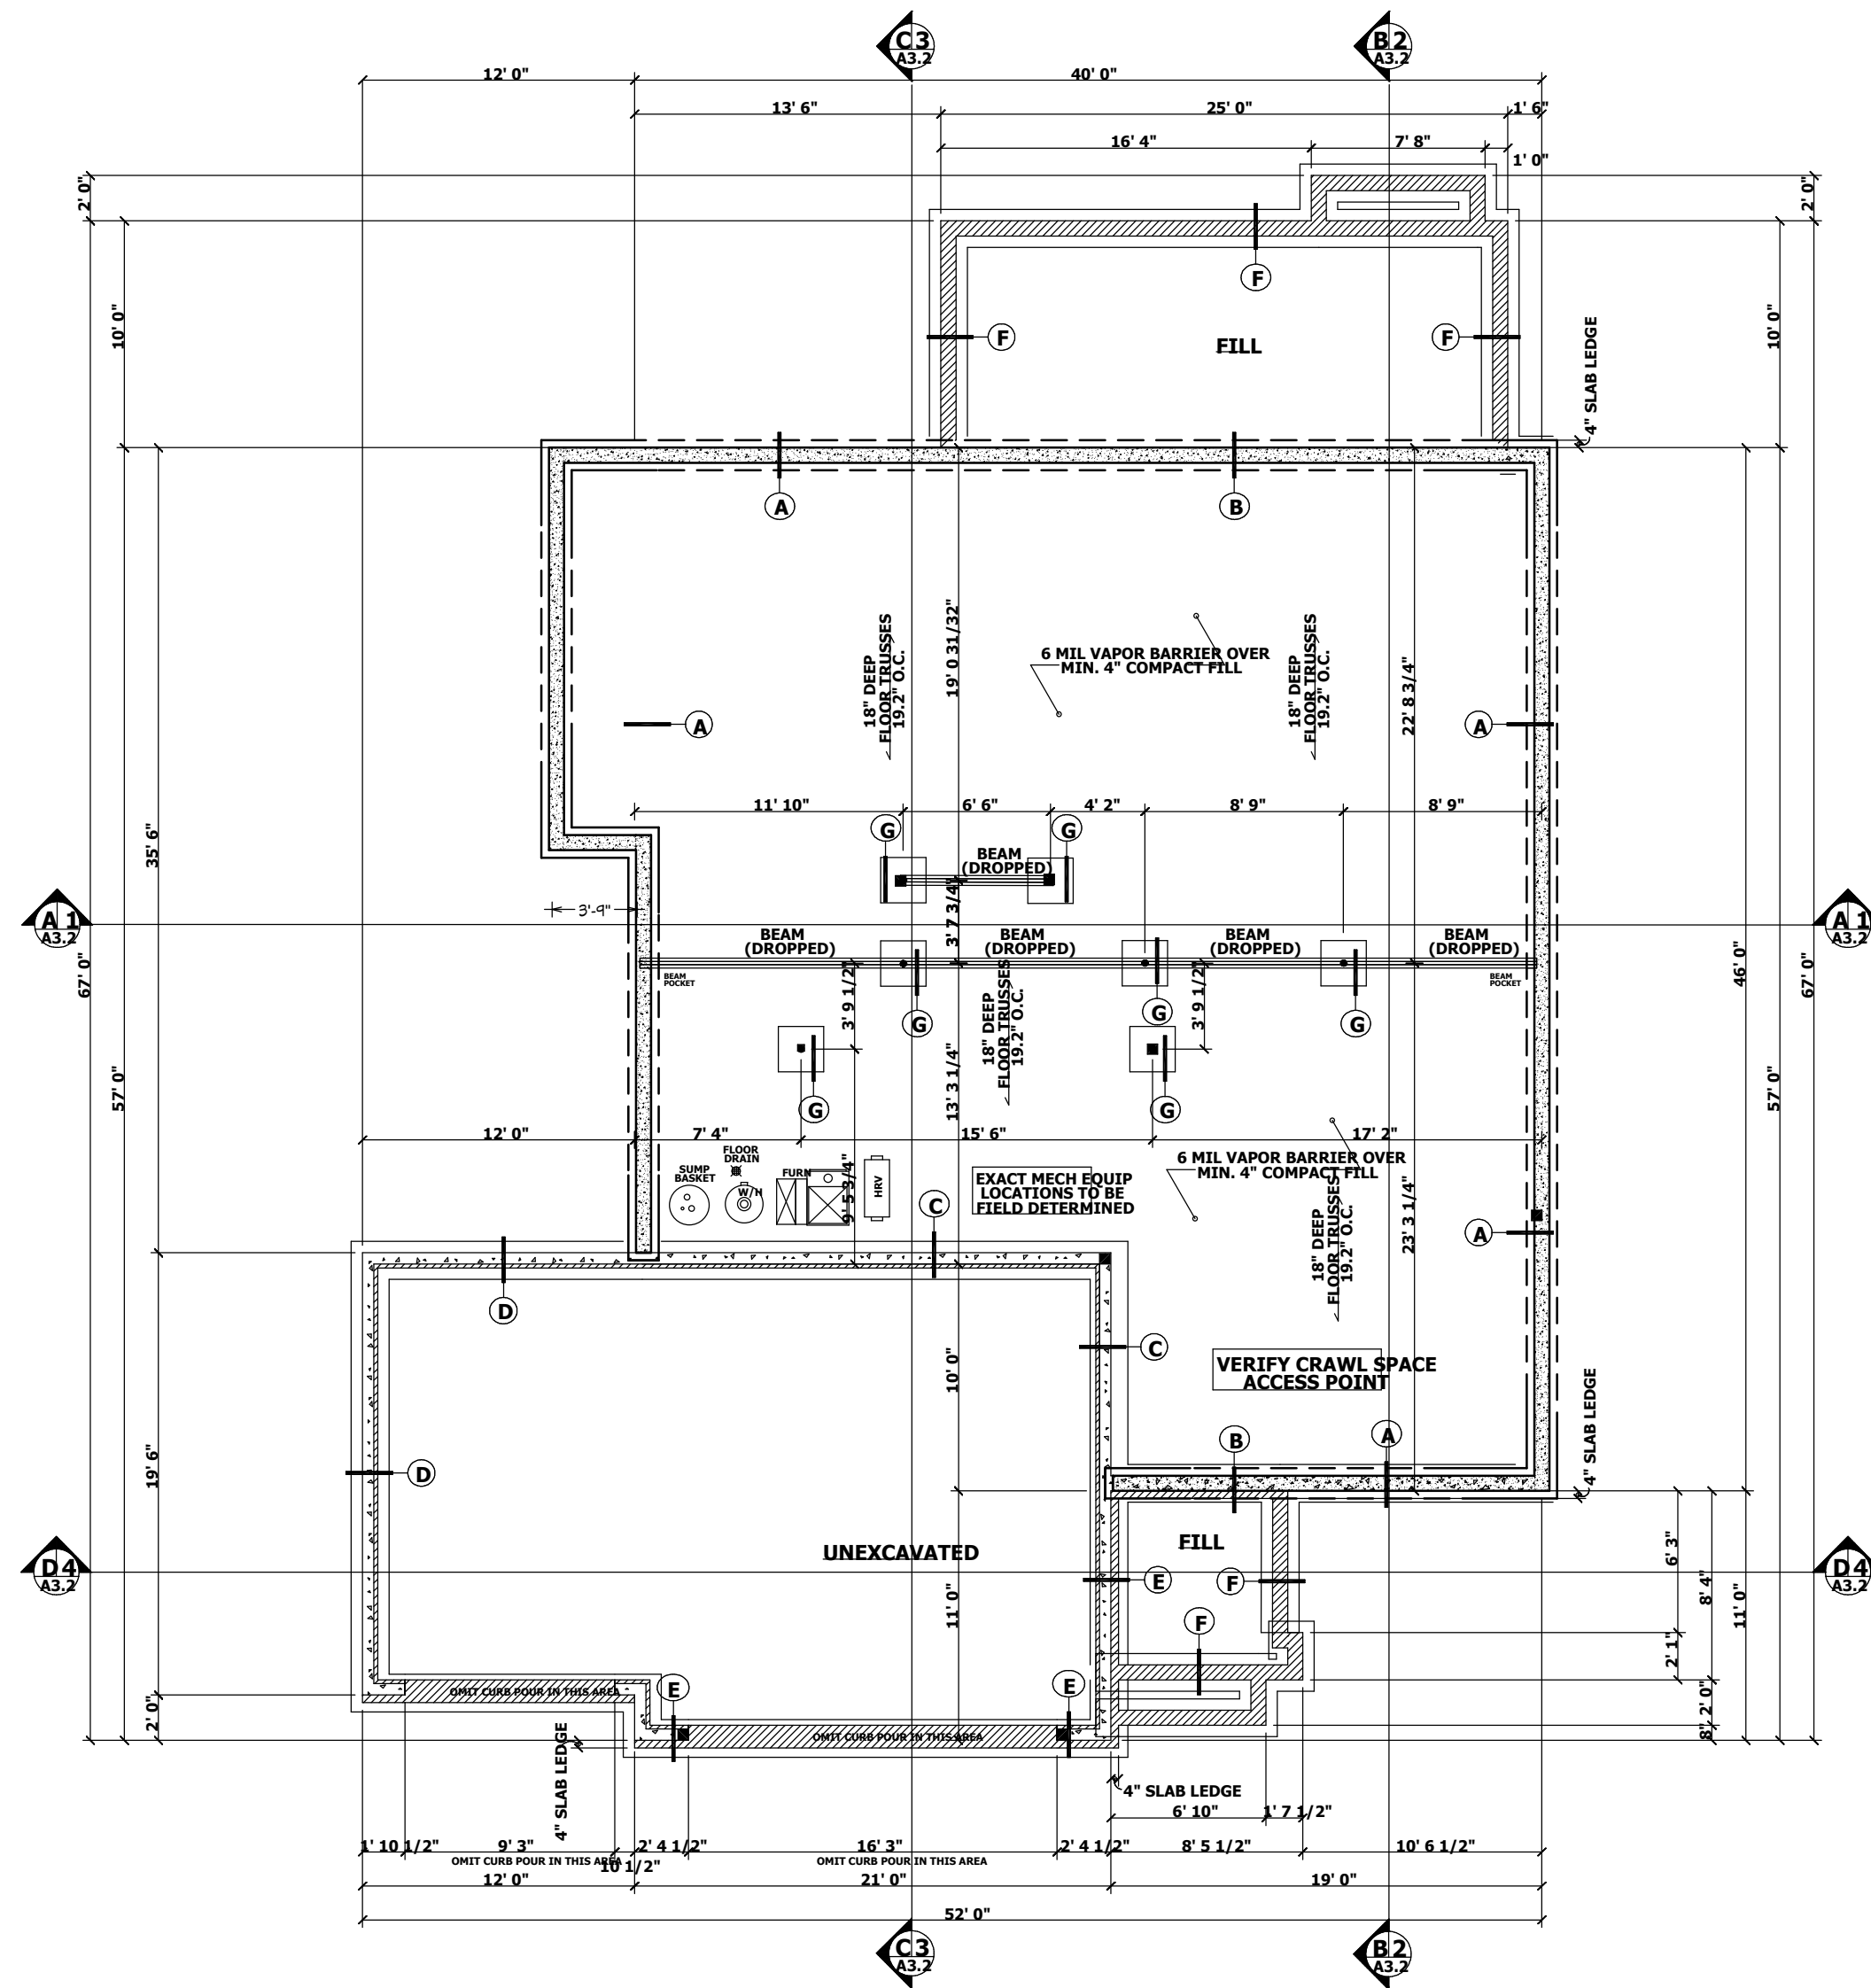 C3
A3.2
B2
A3.2
12' 0"
40' 0"
13' 6"
25' 0"
1' 6"
16' 4"
7' 8"
1' 0"
2' 0"
2' 0"
F
10' 0"
10' 0"
F
F
FILL
4" SLAB LEDGE
A
B
18" DEEP
FLOOR TRUSSES
19.2" O.C.
19' 0 31/32"
6 MIL VAPOR BARRIER OVER
MIN. 4" COMPACT FILL
18" DEEP
FLOOR TRUSSES
19.2" O.C.
22' 8 3/4"
A
A
35' 6"
11' 10"
6' 6"
4' 2"
8' 9"
8' 9"
G
G
BEAM
(DROPPED)
3'-9"
3' 7 3/4"
A1
A3.2
A1
A3.2
67' 0"
46' 0"
67' 0"
BEAM
(DROPPED)
BEAM
(DROPPED)
BEAM
(DROPPED)
BEAM
(DROPPED)
BEAM
POCKET
BEAM
POCKET
3' 9 1/2"
3' 9 1/2"
G
G
G
18" DEEP
FLOOR TRUSSES
19.2" O.C.
13' 3 1/4"
57' 0"
57' 0"
G
G
12' 0"
7' 4"
15' 6"
17' 2"
FLOOR
DRAIN
SUMP
BASKET
W/H
FURN
9' 5 3/4"
HRV
EXACT MECH EQUIP
LOCATIONS TO BE
FIELD DETERMINED
6 MIL VAPOR BARRIER OVER
MIN. 4" COMPACT FILL
C
18" DEEP
FLOOR TRUSSES
19.2" O.C.
23' 3 1/4"
A
D
C
10' 0"
VERIFY CRAWL SPACE
ACCESS POINT
4" SLAB LEDGE
B
A
D
19' 6"
UNEXCAVATED
FILL
E
F
F
6' 3"
8' 4"
11' 0"
D4
A3.2
D4
A3.2
11' 0"
2' 1"
E
E
OMIT CURB POUR IN THIS AREA
OMIT CURB POUR IN THIS AREA
2' 0"
2' 0"
8"
4" SLAB LEDGE
4" SLAB LEDGE
6' 10"
1' 7 1/2"
1' 10 1/2"
9' 3"
2' 4 1/2"
16' 3"
2' 4 1/2"
8' 5 1/2"
10' 6 1/2"
OMIT CURB POUR IN THIS AREA
10 1/2"
OMIT CURB POUR IN THIS AREA
12' 0"
21' 0"
19' 0"
52' 0"
C3
A3.2
B2
A3.2